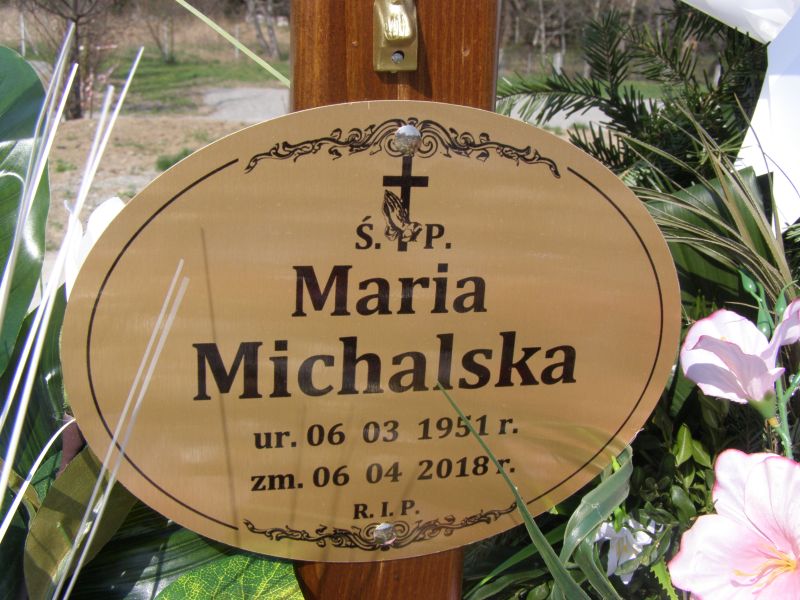 Ś. P.
Maria
Michalska
ur. 06 03 1951 r.
zm. 06 04 2018 r.
R. I. P.